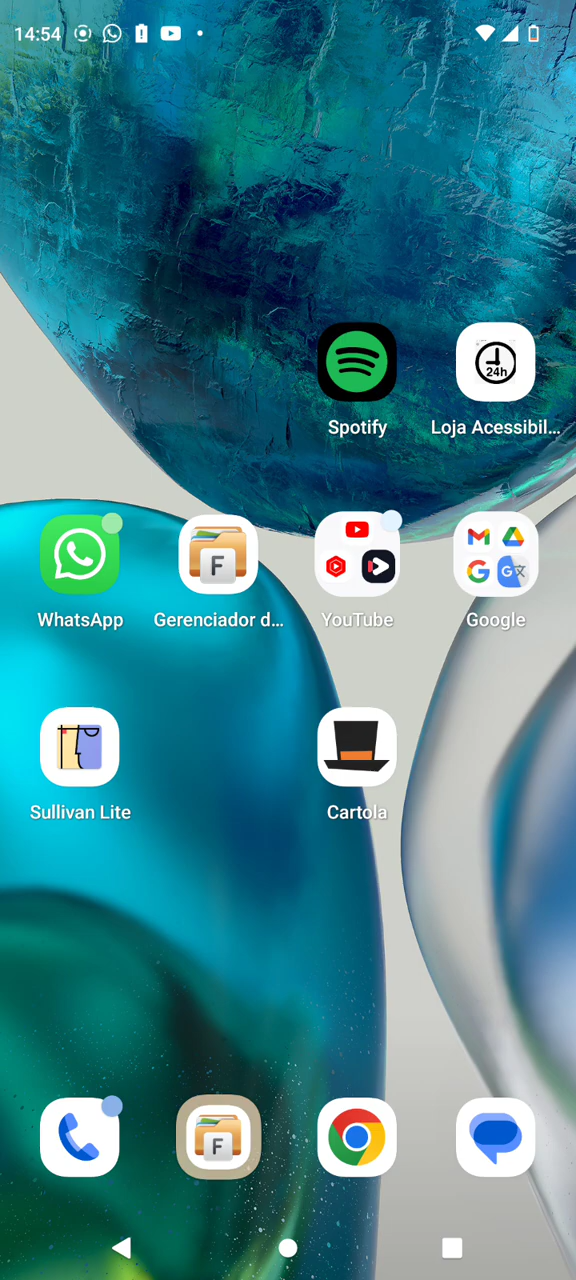 14:54
24h
Spotify
Loja Acessibil...
F
WhatsApp
Gerenciador d...
YouTube
Google
Sullivan Lite
Cartola
F